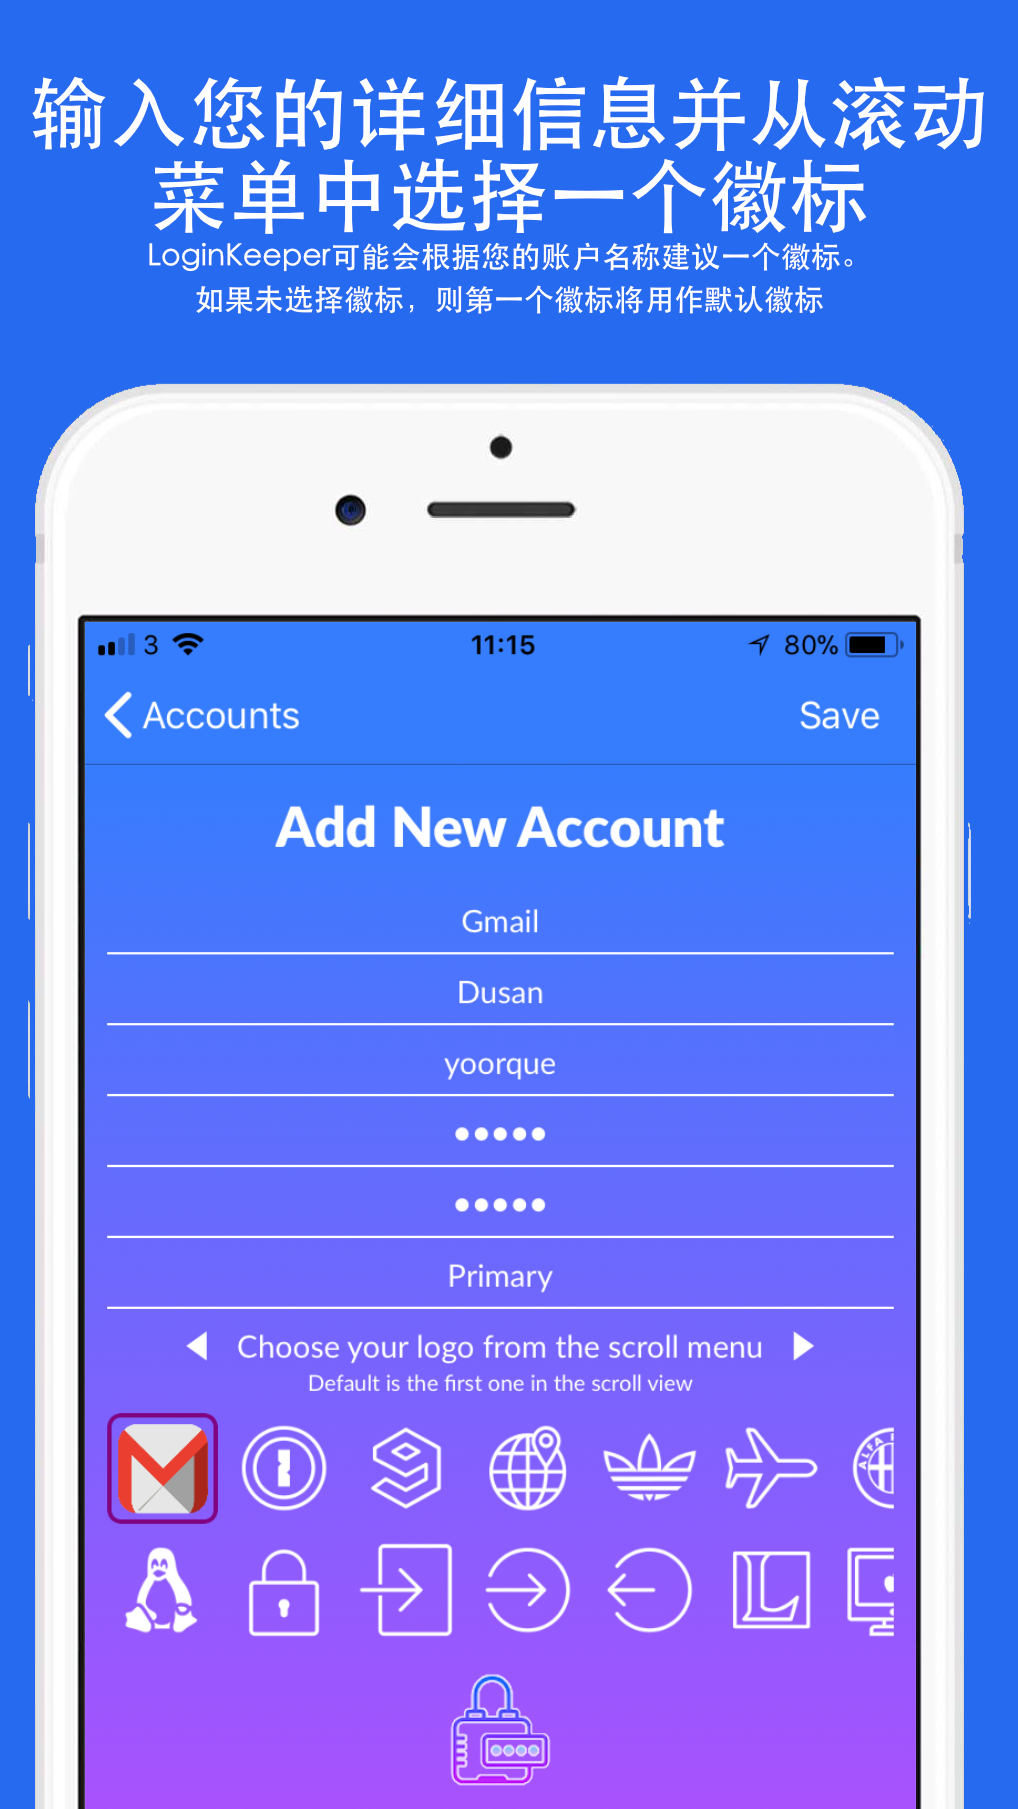 输入您的详细信息并从滚动
菜单中选择一个徽标
LoginKeeper可能会根据您的账户名称建议一个徽标。
如果未选择徽标，则第一个徽标将用作默认徽标
3 11:15 80%
Accounts Save
Add New Account
Gmail
Dusan
yoorque
•••••
•••••
Primary
Choose your logo from the scroll menu
Default is the first one in the scroll view
ALFA